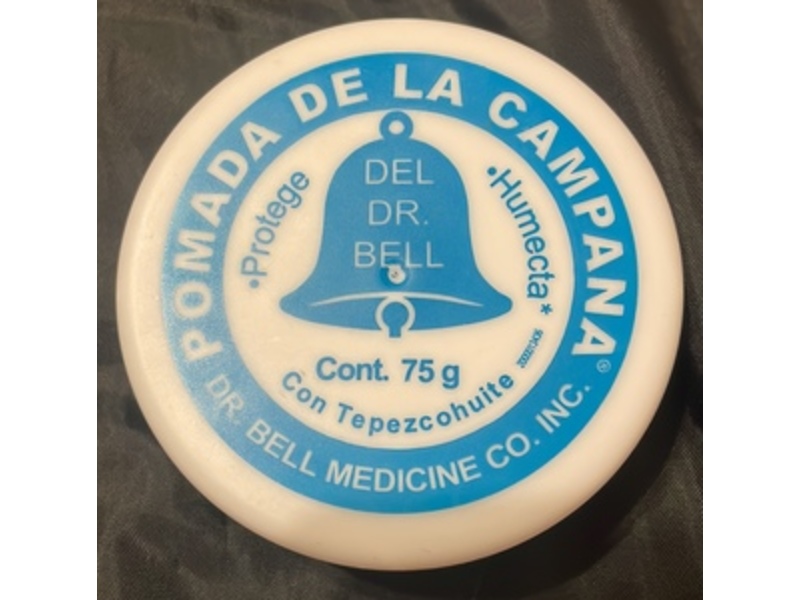 POMADA DE LA CAMPANA®
DEL
DR.
BELL
•Protege
•Humecta*
Cont. 75 g
Con Tepezcohuite
DR. BELL MEDICINE CO. INC.